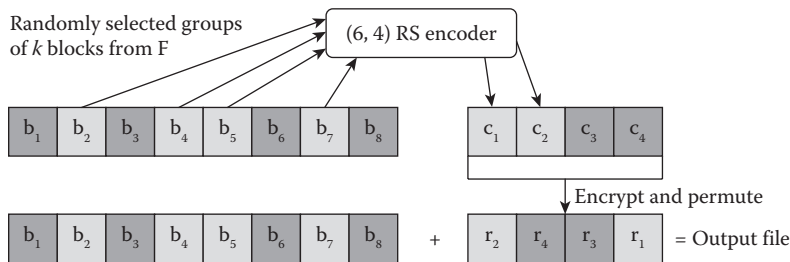 Randomly selected groups
of k blocks from F
(6, 4) RS encoder
b₁ b₂ b₃ b₄ b₅ b₆ b₇ b₈
c₁ c₂ c₃ c₄
Encrypt and permute
b₁ b₂ b₃ b₄ b₅ b₆ b₇ b₈ + r₂ r₄ r₃ r₁ = Output file